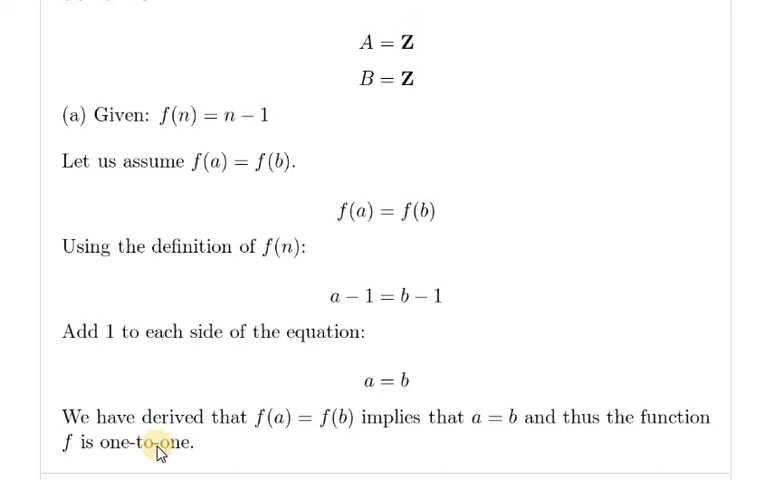 A = Z
B = Z
(a) Given: f(n) = n − 1
Let us assume f(a) = f(b).
f(a) = f(b)
Using the definition of f(n):
a − 1 = b − 1
Add 1 to each side of the equation:
a = b
We have derived that f(a) = f(b) implies that a = b and thus the function
f is one-to-one.